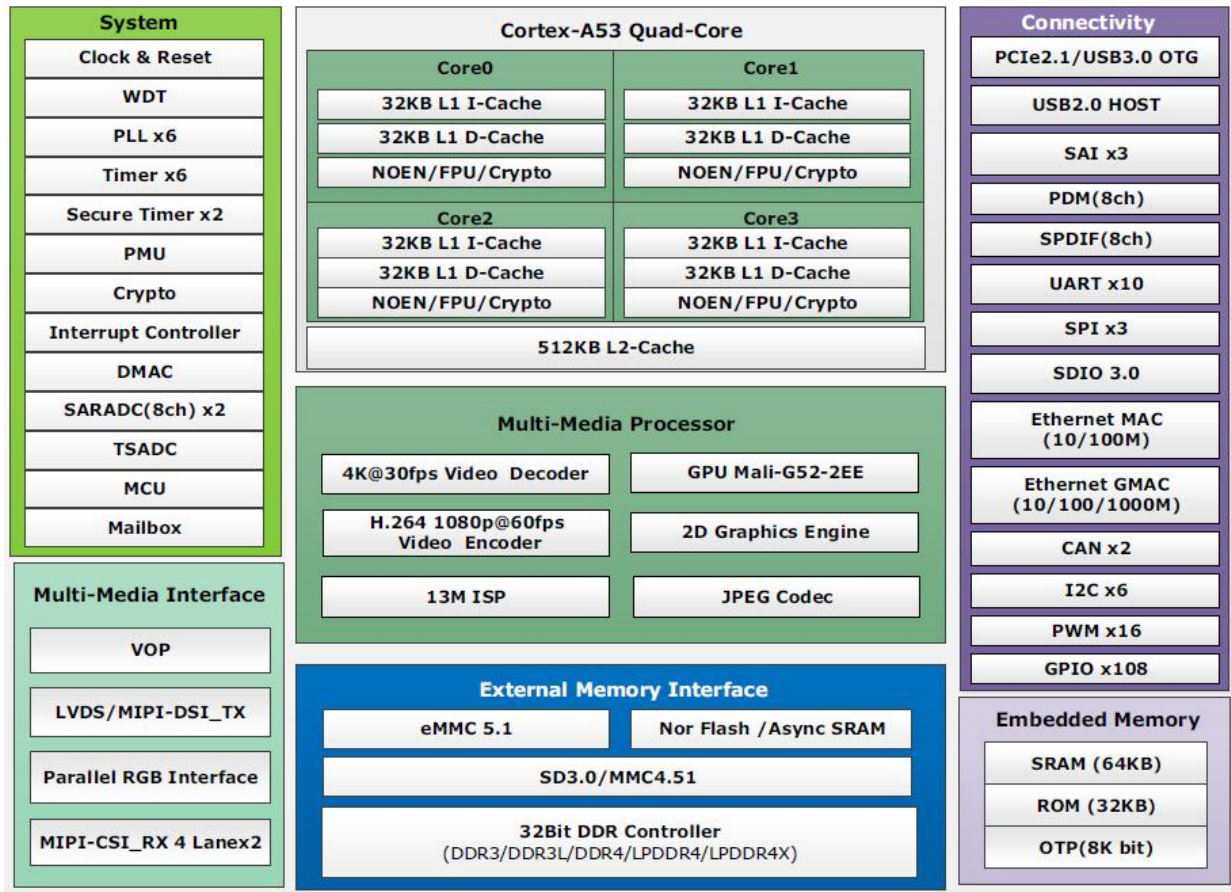 System
Clock & Reset
WDT
PLL x6
Timer x6
Secure Timer x2
PMU
Crypto
Interrupt Controller
DMAC
SARADC(8ch) x2
TSADC
MCU
Mailbox
Multi-Media Interface
VOP
LVDS/MIPI-DSI_TX
Parallel RGB Interface
MIPI-CSI_RX 4 Lanex2
Cortex-A53 Quad-Core
Core0
32KB L1 I-Cache
32KB L1 D-Cache
NOEN/FPU/Crypto
Core1
32KB L1 I-Cache
32KB L1 D-Cache
NOEN/FPU/Crypto
Core2
32KB L1 I-Cache
32KB L1 D-Cache
NOEN/FPU/Crypto
Core3
32KB L1 I-Cache
32KB L1 D-Cache
NOEN/FPU/Crypto
512KB L2-Cache
Multi-Media Processor
4K@30fps Video Decoder
GPU Mali-G52-2EE
H.264 1080p@60fps
Video Encoder
2D Graphics Engine
13M ISP
JPEG Codec
External Memory Interface
eMMC 5.1
Nor Flash /Async SRAM
SD3.0/MMC4.51
32Bit DDR Controller
(DDR3/DDR3L/DDR4/LPDDR4/LPDDR4X)
Connectivity
PCIe2.1/USB3.0 OTG
USB2.0 HOST
SAI x3
PDM(8ch)
SPDIF(8ch)
UART x10
SPI x3
SDIO 3.0
Ethernet MAC
(10/100M)
Ethernet GMAC
(10/100/1000M)
CAN x2
I2C x6
PWM x16
GPIO x108
Embedded Memory
SRAM (64KB)
ROM (32KB)
OTP(8K bit)